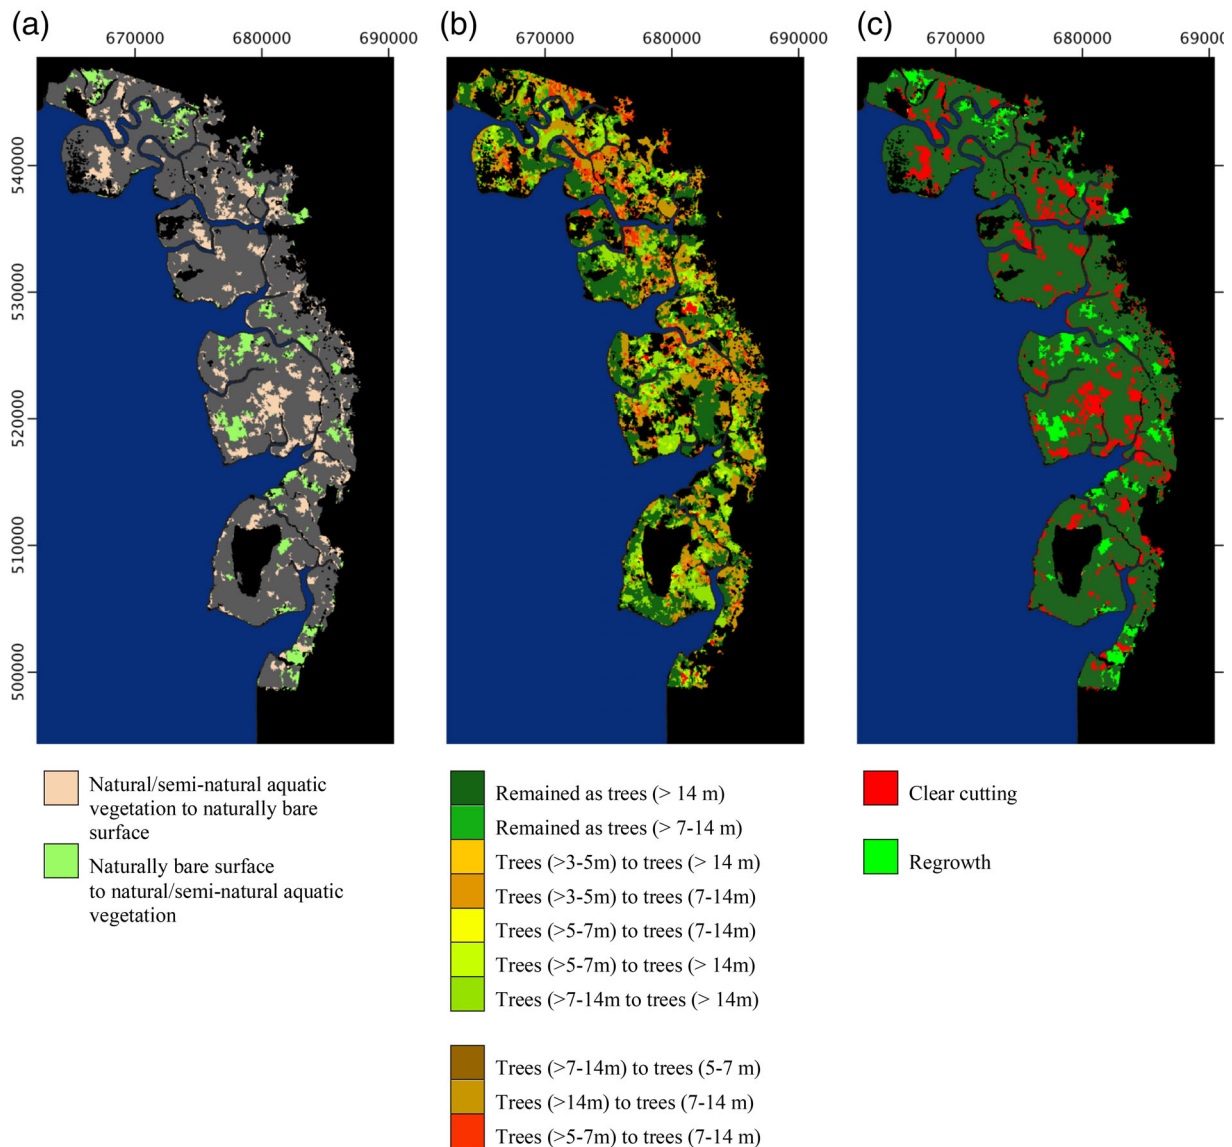 (a)
(b)
(c)
670000 680000 690000
670000 680000 690000
670000 680000 69000
540000
530000
520000
510000
500000
Natural/semi-natural aquatic
vegetation to naturally bare
surface
Naturally bare surface
to natural/semi-natural aquatic
vegetation
Remained as trees (> 14 m)
Remained as trees (> 7-14 m)
Trees (>3-5m) to trees (> 14 m)
Trees (>3-5m) to trees (7-14m)
Trees (>5-7m) to trees (7-14m)
Trees (>5-7m) to trees (> 14m)
Trees (>7-14m to trees (> 14m)
Trees (>7-14m) to trees (5-7 m)
Trees (>14m) to trees (7-14 m)
Trees (>5-7m) to trees (7-14 m)
Clear cutting
Regrowth